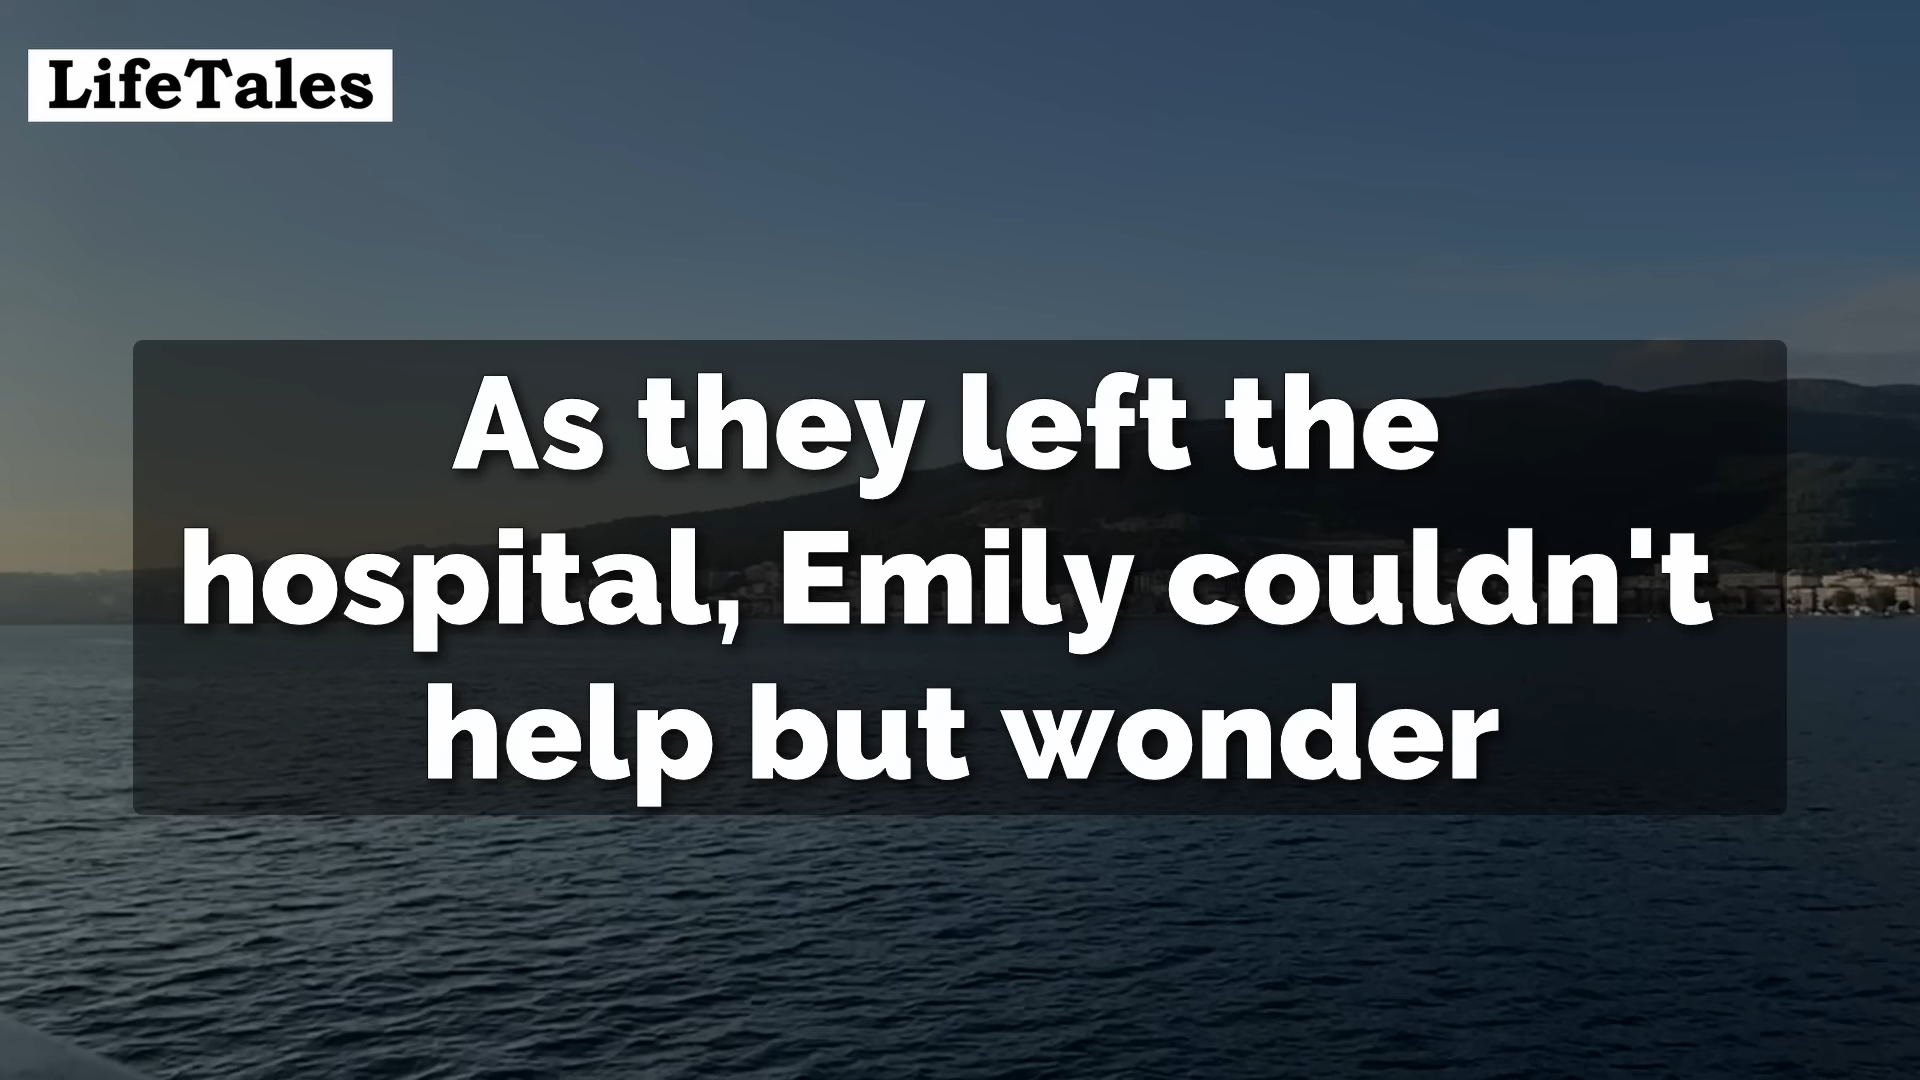 LifeTales
As they left the
hospital, Emily couldn't
help but wonder